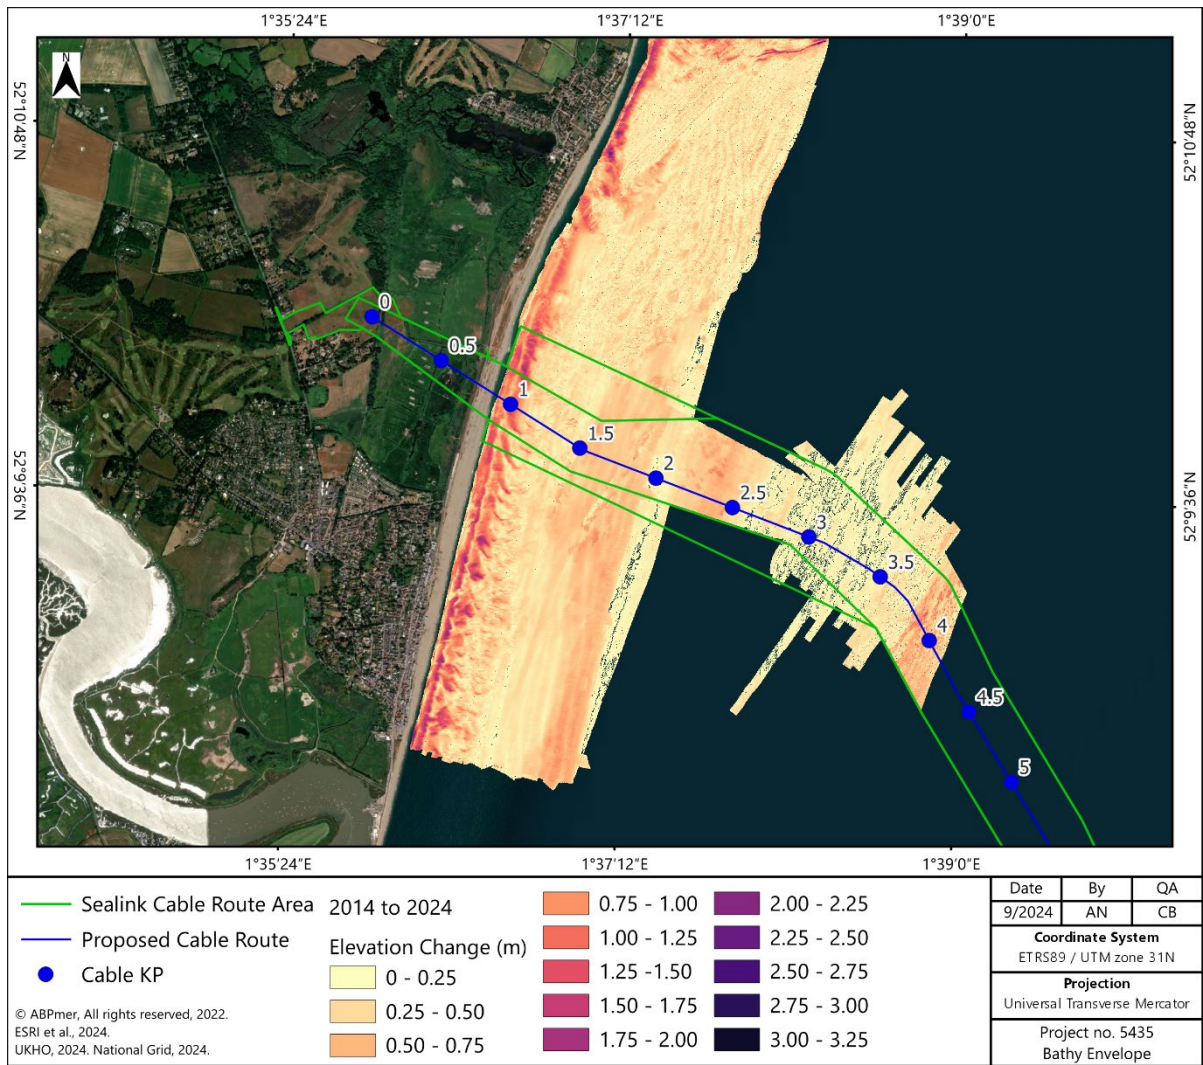 1°35'24"E 1°37'12"E 1°39'0"E
N
52°10'48"N
52°10'48"N
0
0.5
1
1.5
2
2.5
3
3.5
4
4.5
5
52°9'36"N
52°9'36"N
1°35'24"E 1°37'12"E 1°39'0"E
Sealink Cable Route Area
Proposed Cable Route
Cable KP
© ABPmer, All rights reserved, 2022.
ESRI et al., 2024.
UKHO, 2024. National Grid, 2024.
2014 to 2024
Elevation Change (m)
0 - 0.25
0.25 - 0.50
0.50 - 0.75
0.75 - 1.00
1.00 - 1.25
1.25 -1.50
1.50 - 1.75
1.75 - 2.00
2.00 - 2.25
2.25 - 2.50
2.50 - 2.75
2.75 - 3.00
3.00 - 3.25
Date By QA
9/2024 AN CB
Coordinate System
ETRS89 / UTM zone 31N
Projection
Universal Transverse Mercator
Project no. 5435
Bathy Envelope